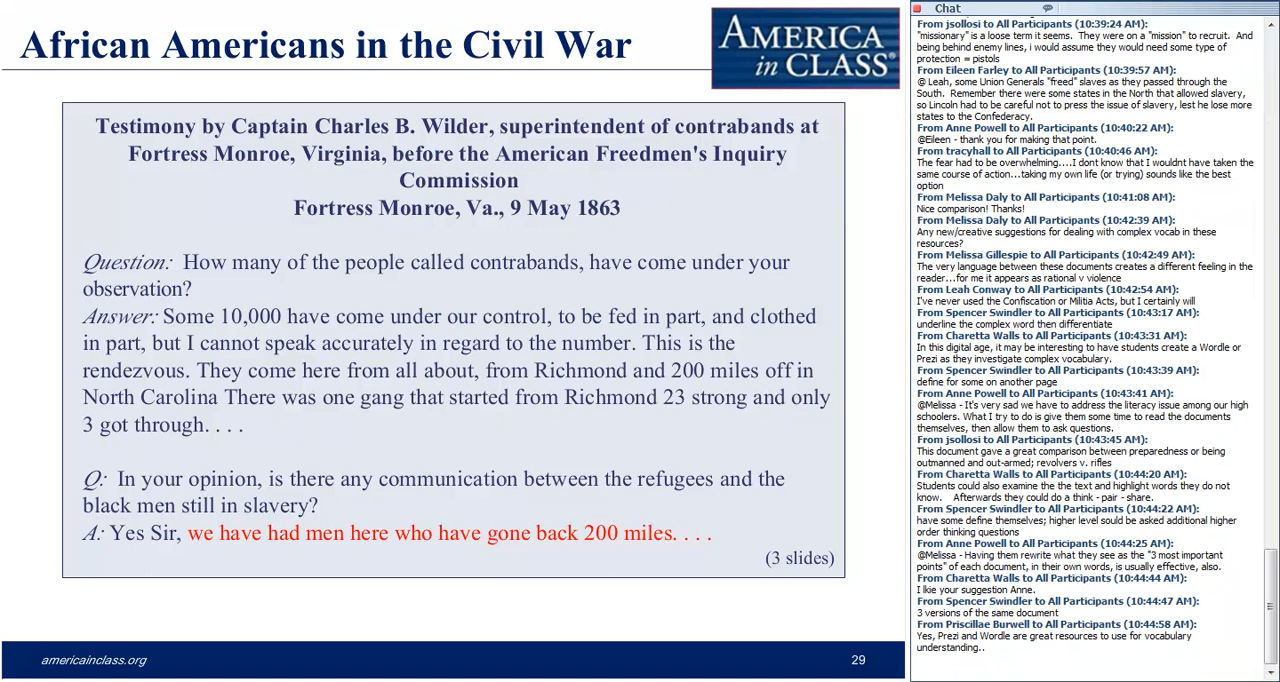 African Americans in the Civil War
AMERICA
in CLASS®
Testimony by Captain Charles B. Wilder, superintendent of contrabands at
Fortress Monroe, Virginia, before the American Freedmen's Inquiry
Commission
Fortress Monroe, Va., 9 May 1863
Question: How many of the people called contrabands, have come under your
observation?
Answer: Some 10,000 have come under our control, to be fed in part, and clothed
in part, but I cannot speak accurately in regard to the number. This is the
rendezvous. They come here from all about, from Richmond and 200 miles off in
North Carolina There was one gang that started from Richmond 23 strong and only
3 got through. . . .
Q: In your opinion, is there any communication between the refugees and the
black men still in slavery?
A: Yes Sir, we have had men here who have gone back 200 miles. . . .
(3 slides)
americainclass.org
29
Chat
From jsollosi to All Participants (10:39:24 AM):
"missionary" is a loose term it seems. They were on a "mission" to recruit. And
being behind enemy lines, i would assume they would need some type of
protection = pistols
From Eileen Farley to All Participants (10:39:57 AM):
@ Leah, some Union Generals "freed" slaves as they passed through the
South. Remember there were some states in the North that allowed slavery,
so Lincoln had to be careful not to press the issue of slavery, lest he lose more
states to the Confederacy.
From Anne Powell to All Participants (10:40:22 AM):
@Eileen - thank you for making that point.
From tracyhall to All Participants (10:40:46 AM):
The fear had to be overwhelming....I dont know that I wouldnt have taken the
same course of action...taking my own life (or trying) sounds like the best
option
From Melissa Daly to All Participants (10:41:08 AM):
Nice comparison! Thanks!
From Melissa Daly to All Participants (10:42:39 AM):
Any new/creative suggestions for dealing with complex vocab in these
resources?
From Melissa Gillespie to All Participants (10:42:49 AM):
The very language between these documents creates a different feeling in the
reader...for me it appears as rational v violence
From Leah Conway to All Participants (10:42:54 AM):
I've never used the Confiscation or Militia Acts, but I certainly will
From Spencer Swindler to All Participants (10:43:17 AM):
underline the complex word then differentiate
From Charetta Walls to All Participants (10:43:31 AM):
In this digital age, it may be interesting to have students create a Wordle or
Prezi as they investigate complex vocabulary.
From Spencer Swindler to All Participants (10:43:39 AM):
define for some on another page
From Anne Powell to All Participants (10:43:41 AM):
@Melissa - It's very sad we have to address the literacy issue among our high
schoolers. What I try to do is give them some time to read the documents
themselves, then allow them to ask questions.
From jsollosi to All Participants (10:43:45 AM):
This document gave a great comparison between preparedness or being
outmanned and out-armed; revolvers v. rifles
From Charetta Walls to All Participants (10:44:20 AM):
Students could also examine the the text and highlight words they do not
know. Afterwards they could do a think - pair - share.
From Spencer Swindler to All Participants (10:44:22 AM):
have some define themselves; higher level sould be asked additional higher
order thinking questions
From Anne Powell to All Participants (10:44:25 AM):
@Melissa - Having them rewrite what they see as the "3 most important
points" of each document, in their own words, is usually effective, also.
From Charetta Walls to All Participants (10:44:44 AM):
I lkie your suggestion Anne.
From Spencer Swindler to All Participants (10:44:47 AM):
3 versions of the same document
From Priscillae Burwell to All Participants (10:44:58 AM):
Yes, Prezi and Wordle are great resources to use for vocabulary
understanding..